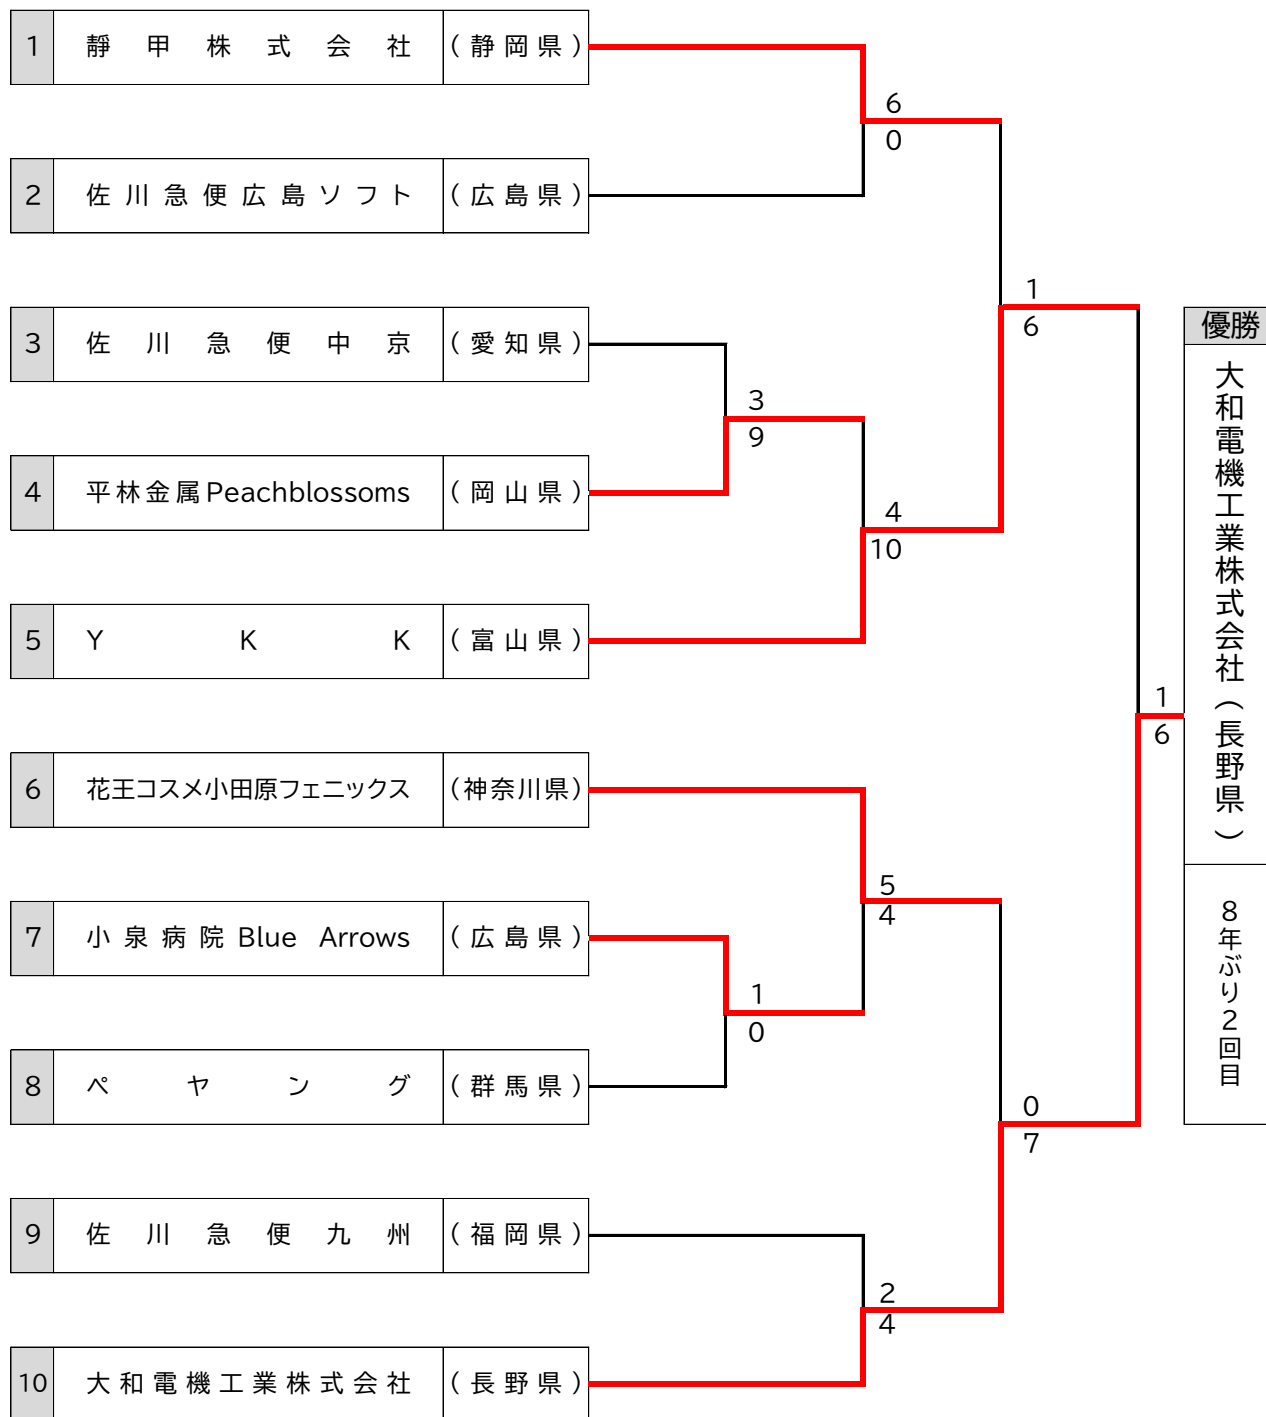 1 靜甲株式会社 (静岡県)
6
0
2 佐川急便広島ソフト (広島県)
3 佐川急便中京 (愛知県)
3
9
4 平林金属Peachblossoms (岡山県)
4
10
5 YKK (富山県)
1
6
6 花王コスメ小田原フェニックス (神奈川県)
5
4
7 小泉病院Blue Arrows (広島県)
1
0
8 ペヤング (群馬県)
0
7
9 佐川急便九州 (福岡県)
2
4
10 大和電機工業株式会社 (長野県)
1
6
優勝
大和電機工業株式会社(長野県)
8年ぶり2回目